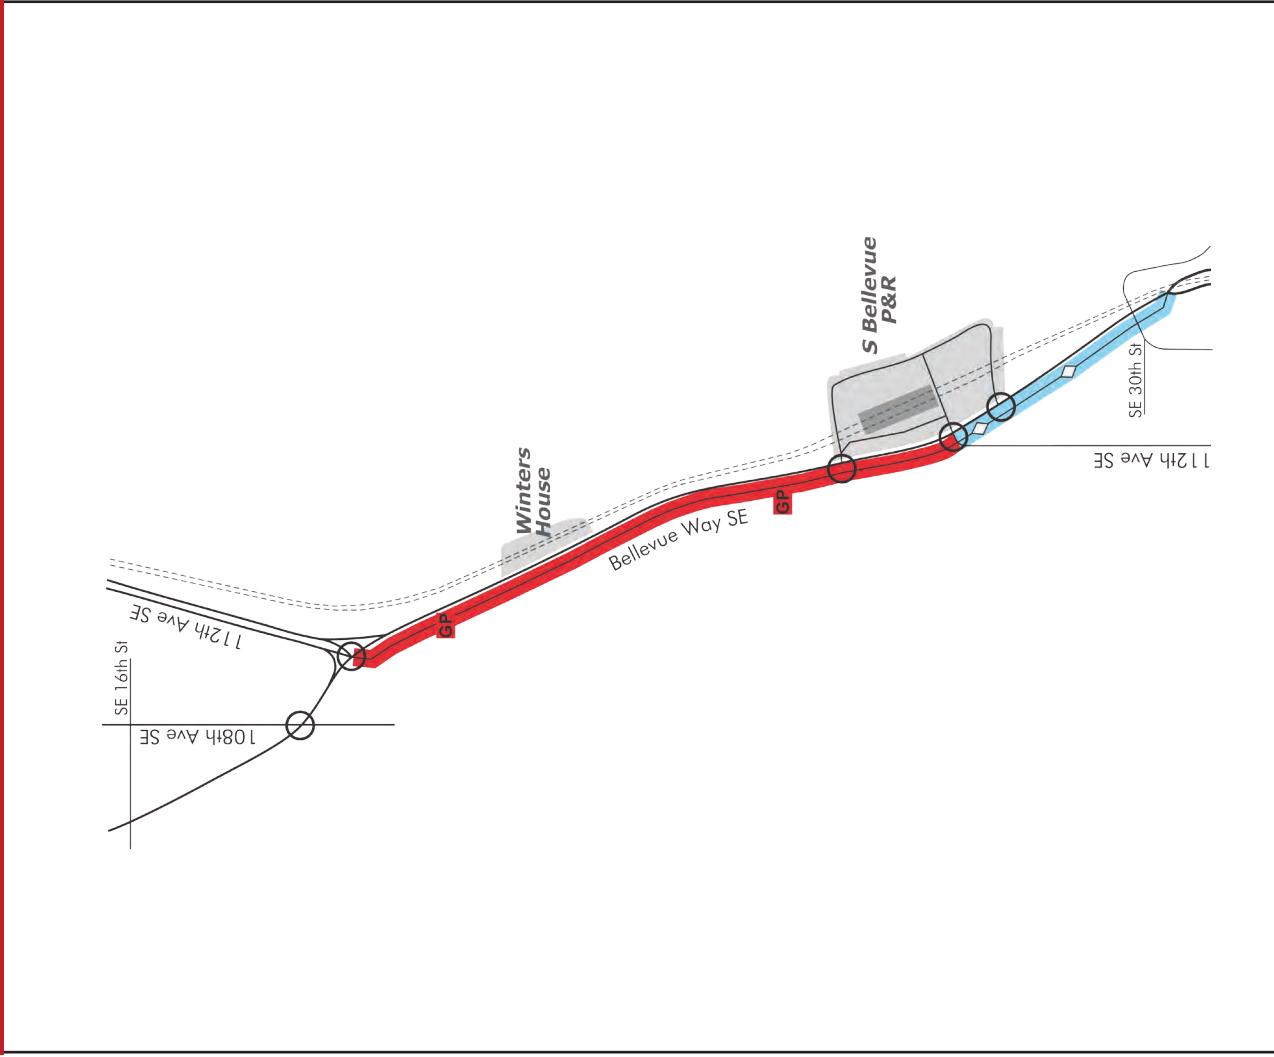 S Bellevue
P&R
SE 30th St
112th Ave SE
Winters
House
GP
Bellevue Way SE
GP
112th Ave SE
SE 16th St
108th Ave SE